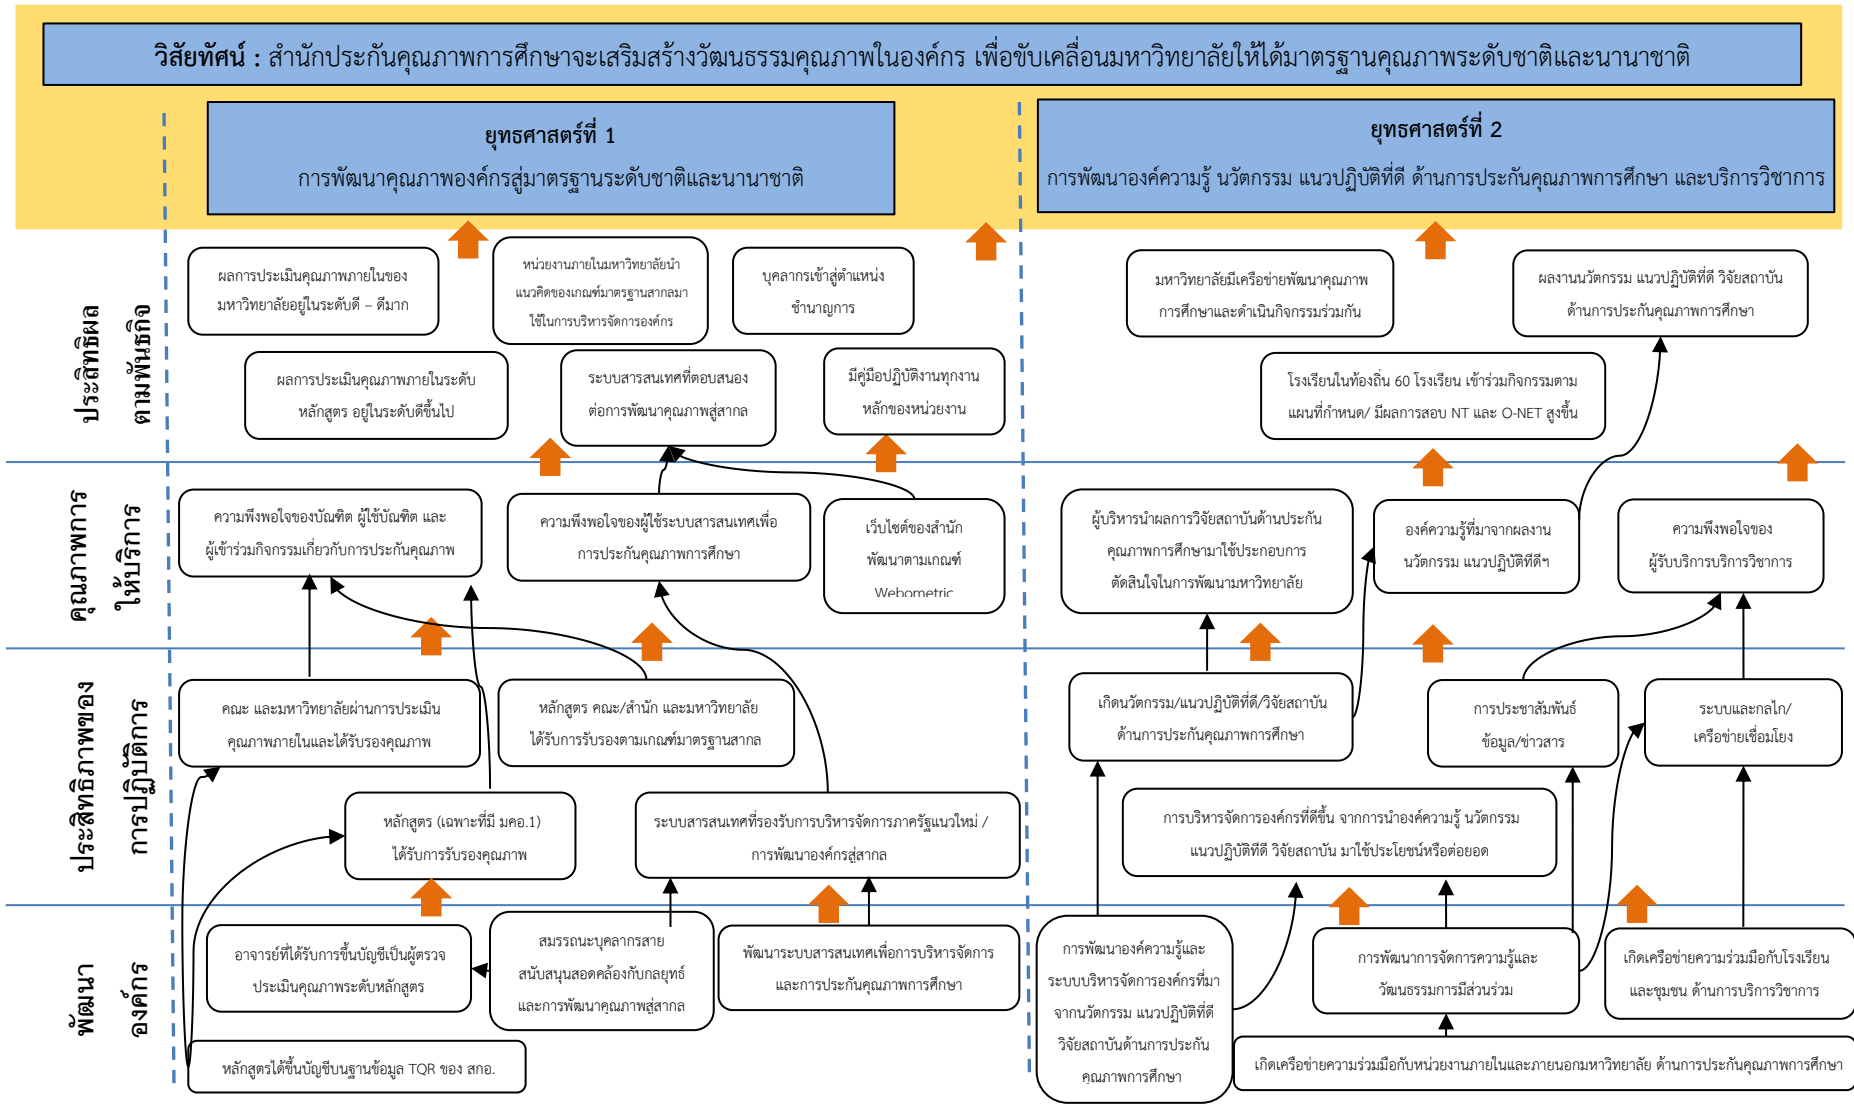 วิสัยทัศน์ : สำนักประกันคุณภาพการศึกษาจะเสริมสร้างวัฒนธรรมคุณภาพในองค์กร เพื่อขับเคลื่อนมหาวิทยาลัยให้ได้มาตรฐานคุณภาพระดับชาติและนานาชาติ
ยุทธศาสตร์ที่ 1
การพัฒนาคุณภาพองค์กรสู่มาตรฐานระดับชาติและนานาชาติ
ยุทธศาสตร์ที่ 2
การพัฒนาองค์ความรู้ นวัตกรรม แนวปฏิบัติที่ดี ด้านการประกันคุณภาพการศึกษา และบริการวิชาการ
ประสิทธิผล
ตามพันธกิจ
ผลการประเมินคุณภาพภายในของ
มหาวิทยาลัยอยู่ในระดับดี – ดีมาก
หน่วยงานภายในมหาวิทยาลัยนำ
แนวคิดของเกณฑ์มาตรฐานสากลมา
ใช้ในการบริหารจัดการองค์กร
บุคลากรเข้าสู่ตำแหน่ง
ชำนาญการ
มหาวิทยาลัยมีเครือข่ายพัฒนาคุณภาพ
การศึกษาและดำเนินกิจกรรมร่วมกัน
ผลงานนวัตกรรม แนวปฏิบัติที่ดี วิจัยสถาบัน
ด้านการประกันคุณภาพการศึกษา
ผลการประเมินคุณภาพภายในระดับ
หลักสูตร อยู่ในระดับดีขึ้นไป
ระบบสารสนเทศที่ตอบสนอง
ต่อการพัฒนาคุณภาพสู่สากล
มีคู่มือปฏิบัติงานทุกงาน
หลักของหน่วยงาน
โรงเรียนในท้องถิ่น 60 โรงเรียน เข้าร่วมกิจกรรมตาม
แผนที่กำหนด/ มีผลการสอบ NT และ O-NET สูงขึ้น
คุณภาพการ
ให้บริการ
ความพึงพอใจของบัณฑิต ผู้ใช้บัณฑิต และ
ผู้เข้าร่วมกิจกรรมเกี่ยวกับการประกันคุณภาพ
ความพึงพอใจของผู้ใช้ระบบสารสนเทศเพื่อ
การประกันคุณภาพการศึกษา
เว็บไซต์ของสำนัก
พัฒนาตามเกณฑ์
Webometric
ผู้บริหารนำผลการวิจัยสถาบันด้านประกัน
คุณภาพการศึกษามาใช้ประกอบการ
ตัดสินใจในการพัฒนามหาวิทยาลัย
องค์ความรู้ที่มาจากผลงาน
นวัตกรรม แนวปฏิบัติที่ดีฯ
ความพึงพอใจของ
ผู้รับบริการบริการวิชาการ
ประสิทธิภาพของ
การปฏิบัติการ
คณะ และมหาวิทยาลัยผ่านการประเมิน
คุณภาพภายในและได้รับรองคุณภาพ
หลักสูตร คณะ/สำนัก และมหาวิทยาลัย
ได้รับการรับรองตามเกณฑ์มาตรฐานสากล
เกิดนวัตกรรม/แนวปฏิบัติที่ดี/วิจัยสถาบัน
ด้านการประกันคุณภาพการศึกษา
การประชาสัมพันธ์
ข้อมูล/ข่าวสาร
ระบบและกลไก/
เครือข่ายเชื่อมโยง
หลักสูตร (เฉพาะที่มี มคอ.1)
ได้รับการรับรองคุณภาพ
ระบบสารสนเทศที่รองรับการบริหารจัดการภาครัฐแนวใหม่ /
การพัฒนาองค์กรสู่สากล
การบริหารจัดการองค์กรที่ดีขึ้น จากการนำองค์ความรู้ นวัตกรรม
แนวปฏิบัติที่ดี วิจัยสถาบัน มาใช้ประโยชน์หรือต่อยอด
พัฒนา
องค์กร
อาจารย์ที่ได้รับการขึ้นบัญชีเป็นผู้ตรวจ
ประเมินคุณภาพระดับหลักสูตร
สมรรถนะบุคลากรสาย
สนับสนุนสอดคล้องกับกลยุทธ์
และการพัฒนาคุณภาพสู่สากล
พัฒนาระบบสารสนเทศเพื่อการบริหารจัดการ
และการประกันคุณภาพการศึกษา
การพัฒนาองค์ความรู้และ
ระบบบริหารจัดการองค์กรที่มา
จากนวัตกรรม แนวปฏิบัติที่ดี
วิจัยสถาบันด้านการประกัน
คุณภาพการศึกษา
การพัฒนาการจัดการความรู้และ
วัฒนธรรมการมีส่วนร่วม
เกิดเครือข่ายความร่วมมือกับโรงเรียน
และชุมชน ด้านการบริการวิชาการ
หลักสูตรได้ขึ้นบัญชีบนฐานข้อมูล TQR ของ สกอ.
เกิดเครือข่ายความร่วมมือกับหน่วยงานภายในและภายนอกมหาวิทยาลัย ด้านการประกันคุณภาพการศึกษา